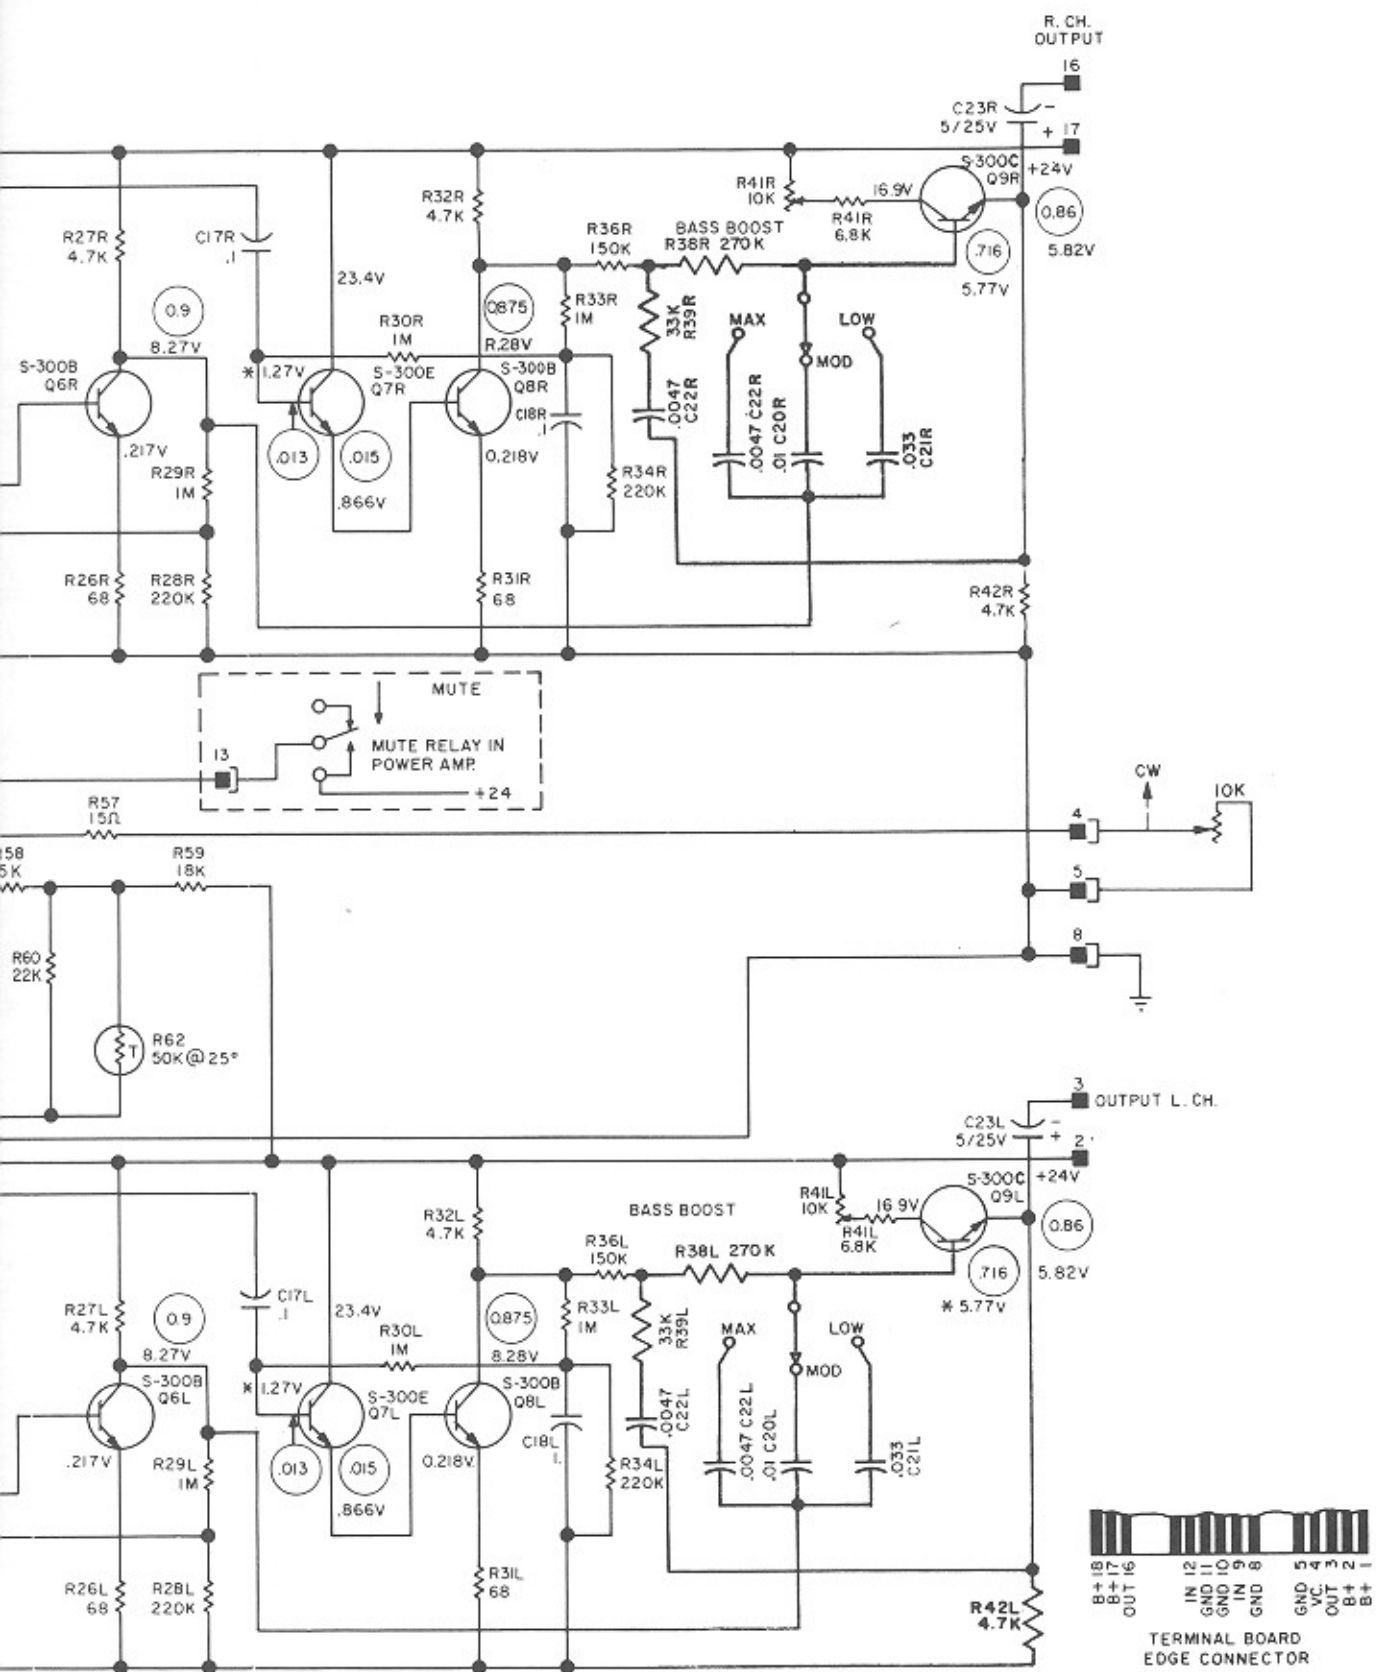 R. CH.
OUTPUT
16
C23R
5/25V
−
+
17
S-300C
Q9R
+24V
R41R
10K
16.9V
R41R
6.8K
0.86
5.82V
.716
5.77V
R32R
4.7K
R27R
4.7K
C17R
.1
23.4V
R36R
150K
BASS BOOST
R38R 270K
0.9
8.27V
R30R
1M
0.875
R.28V
R33R
1M
33K
R39R
MAX
LOW
MOD
S-300B
Q6R
* 1.27V
S-300E
Q7R
S-300B
Q8R
C18R
.1
.0047
C22R
.0047 C22R
.01 C20R
.033
C21R
.217V
R29R
1M
.013
.015
.866V
0.218V
R34R
220K
R26R
68
R28R
220K
R31R
68
R42R
4.7K
MUTE
MUTE RELAY IN
POWER AMP.
13
+24
R57
15Ω
CW
10K
4
5
8
R58
5K
R59
18K
R60
22K
T
R62
50K@25°
3
OUTPUT L. CH.
C23L
5/25V
−
+
2
S-300C
Q9L
+24V
R41L
10K
16.9V
R41L
6.8K
0.86
5.82V
.716
* 5.77V
R32L
4.7K
BASS BOOST
R36L
150K
R38L 270K
R27L
4.7K
0.9
8.27V
C17L
.1
23.4V
R30L
1M
0.875
8.28V
R33L
1M
33K
R39L
MAX
LOW
MOD
S-300B
Q6L
* 1.27V
S-300E
Q7L
S-300B
Q8L
C18L
1.
.0047
C22L
.0047 C22L
.01 C20L
.033
C21L
.217V
R29L
1M
.013
.015
.866V
0.218V
R34L
220K
R26L
68
R28L
220K
R31L
68
R42L
4.7K
B+ 18
B+ 17
OUT 16
IN 12
GND 11
GND 10
IN 9
GND 8
GND 5
VC. 4
OUT 3
B+ 2
B+ 1
TERMINAL BOARD
EDGE CONNECTOR